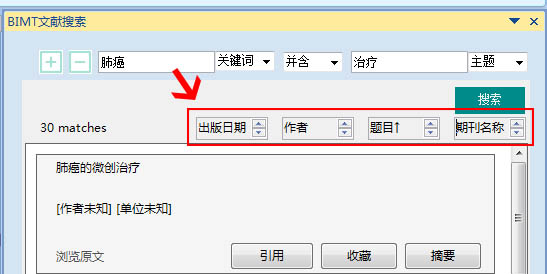 BIMT文献搜索
肺癌 关键词 并含 治疗 主题
搜索
30 matches 出版日期 作者 题目↑ 期刊名称
肺癌的微创治疗
[作者未知] [单位未知]
浏览原文 引用 收藏 摘要